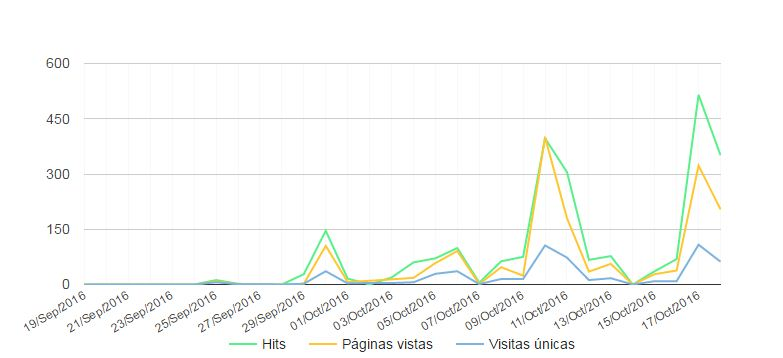 600
450
300
150
0
19/Sep/2016 21/Sep/2016 23/Sep/2016 25/Sep/2016 27/Sep/2016 29/Sep/2016 01/Oct/2016 03/Oct/2016 05/Oct/2016 07/Oct/2016 09/Oct/2016 11/Oct/2016 13/Oct/2016 15/Oct/2016 17/Oct/2016
Hits Páginas vistas Visitas únicas